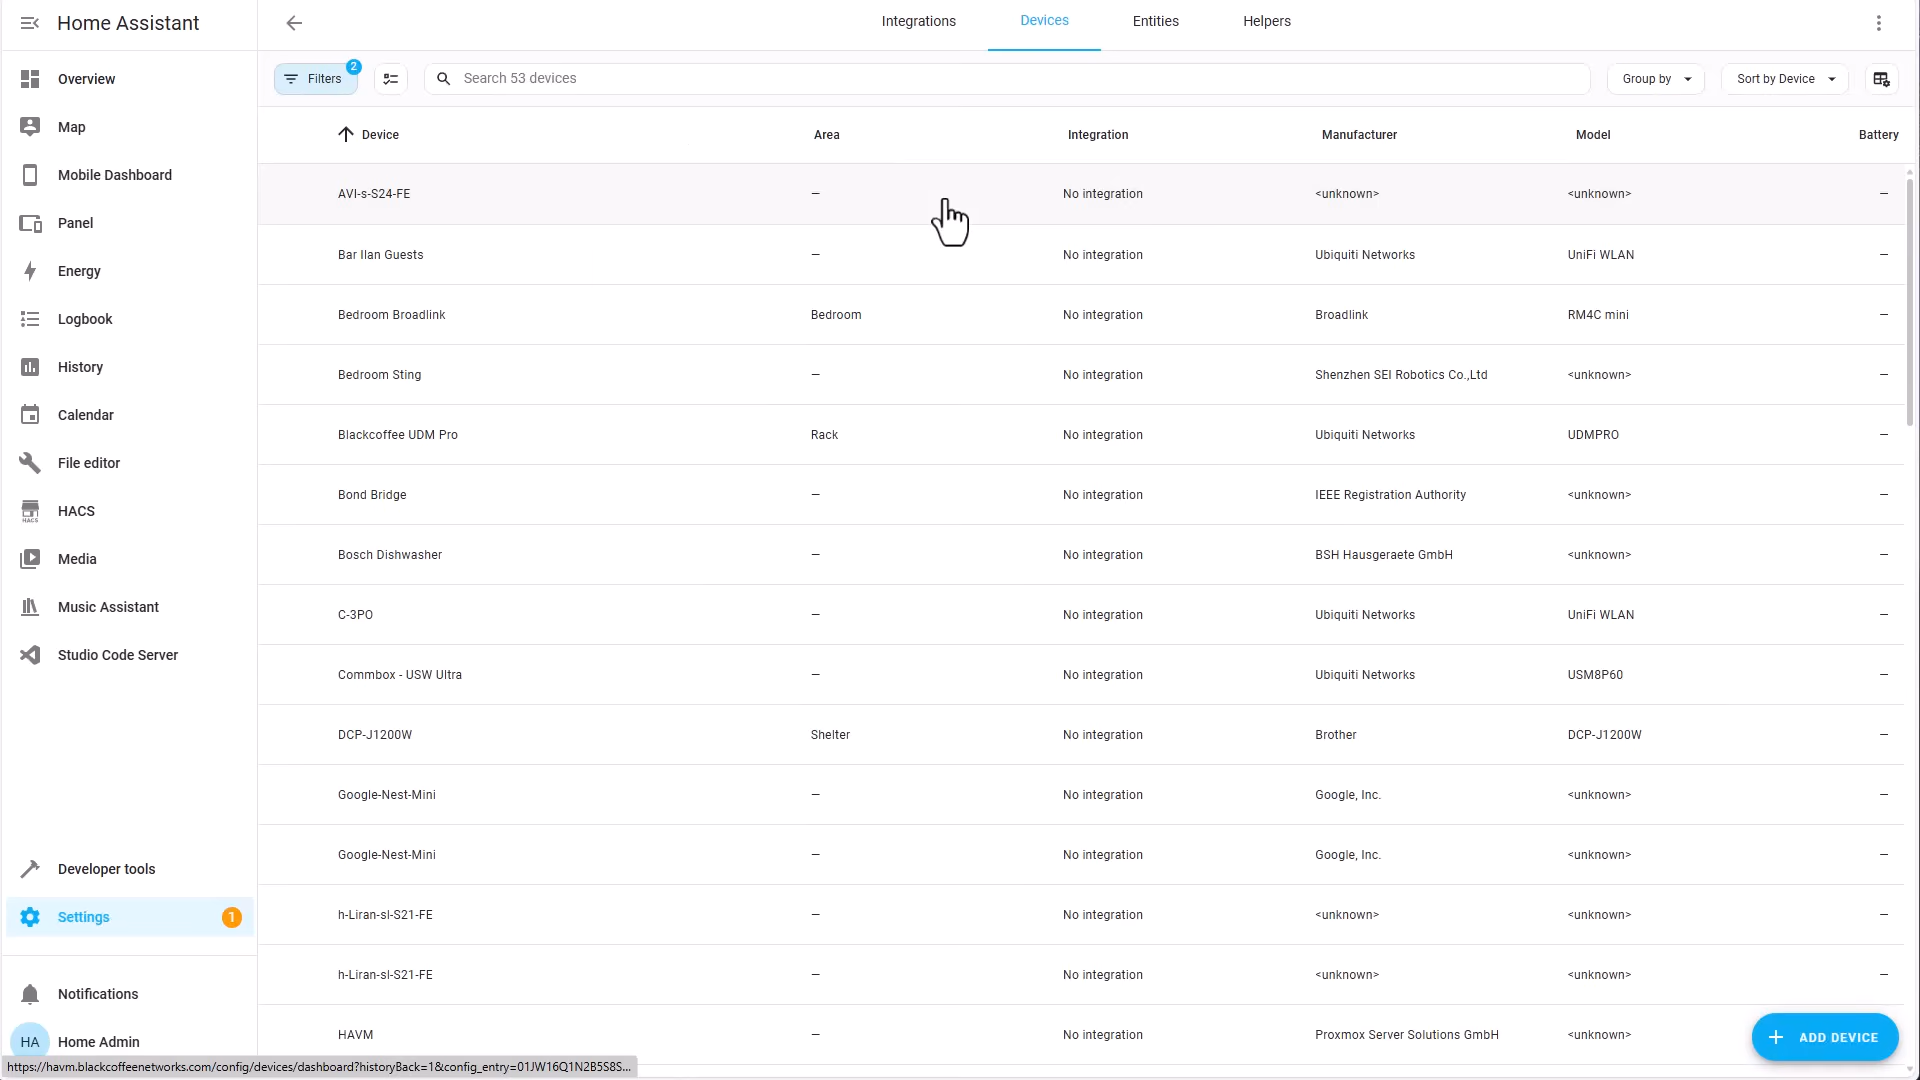 Home Assistant
Integrations
Devices
Entities
Helpers
Filters
2
Search 53 devices
Group by
Sort by Device
Overview
Map
Mobile Dashboard
Panel
Energy
Logbook
History
Calendar
File editor
HACS
HACS
Media
Music Assistant
Studio Code Server
Developer tools
Settings
1
Notifications
HA
Home Admin
Device Area Integration Manufacturer Model Battery
AVI-s-S24-FE — No integration <unknown> <unknown> —
Bar Ilan Guests — No integration Ubiquiti Networks UniFi WLAN —
Bedroom Broadlink Bedroom No integration Broadlink RM4C mini —
Bedroom Sting — No integration Shenzhen SEI Robotics Co.,Ltd <unknown> —
Blackcoffee UDM Pro Rack No integration Ubiquiti Networks UDMPRO —
Bond Bridge — No integration IEEE Registration Authority <unknown> —
Bosch Dishwasher — No integration BSH Hausgeraete GmbH <unknown> —
C-3PO — No integration Ubiquiti Networks UniFi WLAN —
Commbox - USW Ultra — No integration Ubiquiti Networks USM8P60 —
DCP-J1200W Shelter No integration Brother DCP-J1200W —
Google-Nest-Mini — No integration Google, Inc. <unknown> —
Google-Nest-Mini — No integration Google, Inc. <unknown> —
h-Liran-sl-S21-FE — No integration <unknown> <unknown> —
h-Liran-sl-S21-FE — No integration <unknown> <unknown> —
HAVM — No integration Proxmox Server Solutions GmbH <unknown>
ADD DEVICE
https://havm.blackcoffeenetworks.com/config/devices/dashboard?historyBack=1&config_entry=01JW16Q1N2B5S8S...